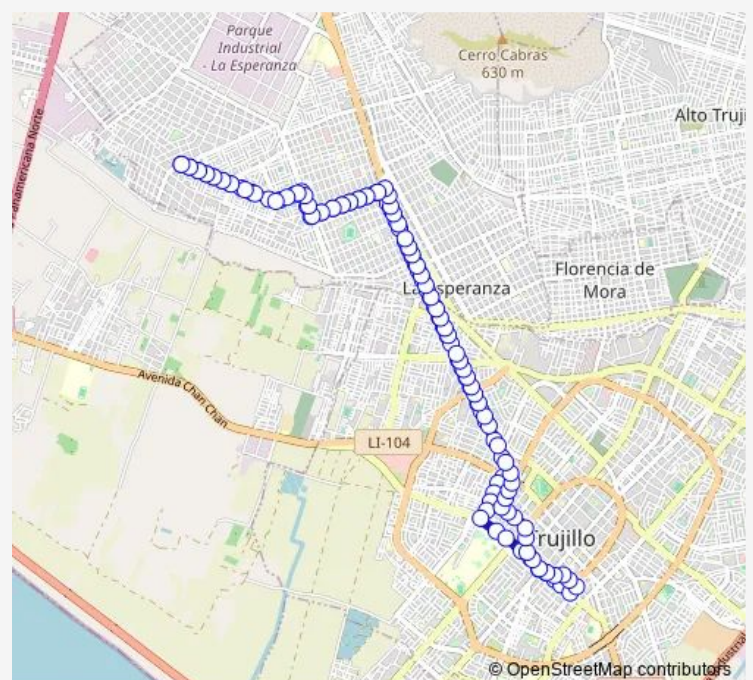 Parque
Industrial
- La Esperanza
Cerro Cabras
630 m
Alto Truji
Panamericana Norte
Florencia de
Mora
La Esperanza
Avenida Chan Chan
LI-104
Trujillo
© OpenStreetMap contributors